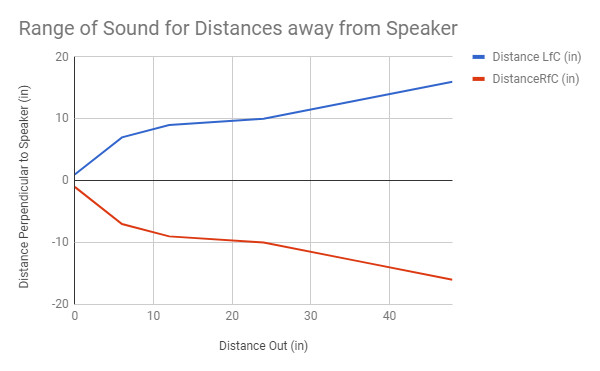 Range of Sound for Distances away from Speaker
Distance LfC (in)
DistanceRfC (in)
Distance Perpendicular to Speaker (in)
20
10
0
-10
-20
0 10 20 30 40
Distance Out (in)